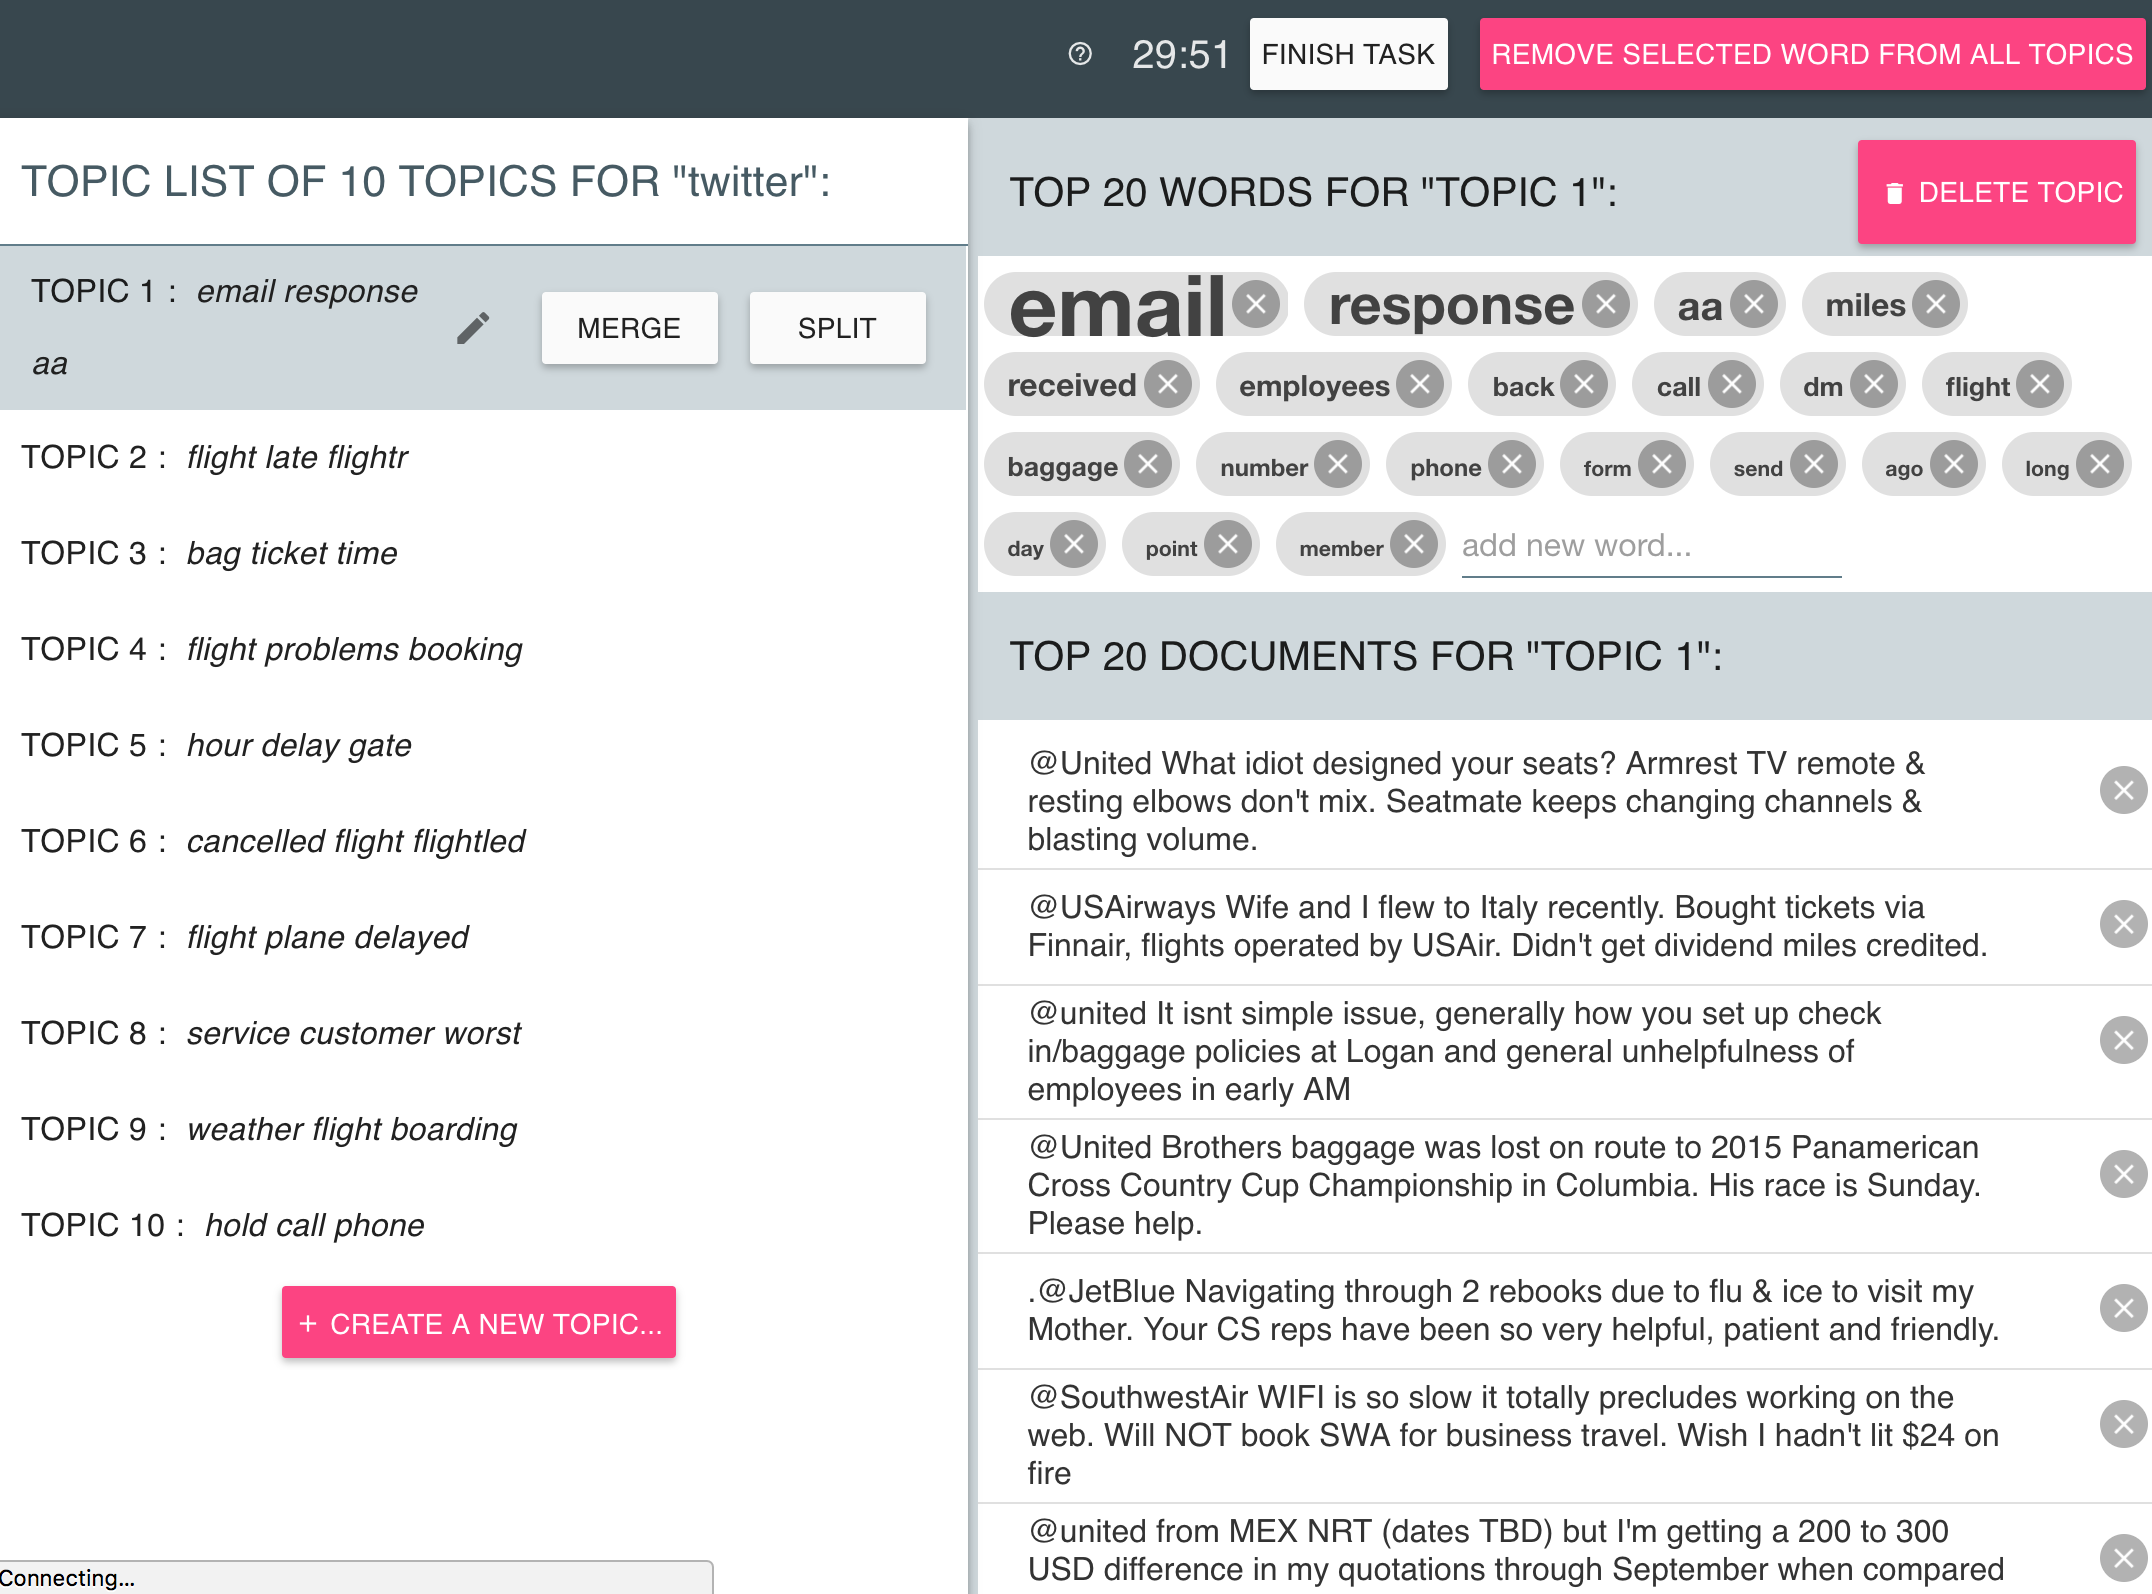 29:51 FINISH TASK REMOVE SELECTED WORD FROM ALL TOPICS
TOPIC LIST OF 10 TOPICS FOR "twitter":
TOPIC 1 : email response
aa
MERGE
SPLIT
TOPIC 2 : flight late flightr
TOPIC 3 : bag ticket time
TOPIC 4 : flight problems booking
TOPIC 5 : hour delay gate
TOPIC 6 : cancelled flight flightled
TOPIC 7 : flight plane delayed
TOPIC 8 : service customer worst
TOPIC 9 : weather flight boarding
TOPIC 10 : hold call phone
+ CREATE A NEW TOPIC...
Connecting...
TOP 20 WORDS FOR "TOPIC 1":
DELETE TOPIC
email response aa miles
received employees back call dm flight
baggage number phone form send ago long
day point member add new word...
TOP 20 DOCUMENTS FOR "TOPIC 1":
@United What idiot designed your seats? Armrest TV remote &
resting elbows don't mix. Seatmate keeps changing channels &
blasting volume.
@USAirways Wife and I flew to Italy recently. Bought tickets via
Finnair, flights operated by USAir. Didn't get dividend miles credited.
@united It isnt simple issue, generally how you set up check
in/baggage policies at Logan and general unhelpfulness of
employees in early AM
@United Brothers baggage was lost on route to 2015 Panamerican
Cross Country Cup Championship in Columbia. His race is Sunday.
Please help.
.@JetBlue Navigating through 2 rebooks due to flu & ice to visit my
Mother. Your CS reps have been so very helpful, patient and friendly.
@SouthwestAir WIFI is so slow it totally precludes working on the
web. Will NOT book SWA for business travel. Wish I hadn't lit $24 on
fire
@united from MEX NRT (dates TBD) but I'm getting a 200 to 300
USD difference in my quotations through September when compared